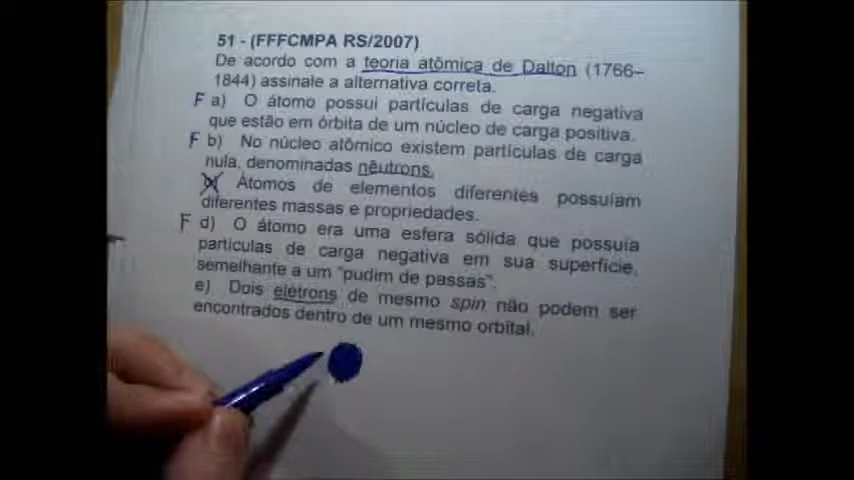 51 - (FFFCMPA RS/2007)
De acordo com a teoria atômica de Dalton (1766–
1844) assinale a alternativa correta.
F a) O átomo possui partículas de carga negativa
que estão em órbita de um núcleo de carga positiva.
F b) No núcleo atômico existem partículas de carga
nula, denominadas nêutrons.
Átomos de elementos diferentes possuíam
diferentes massas e propriedades.
F d) O átomo era uma esfera sólida que possuía
partículas de carga negativa em sua superfície,
semelhante a um "pudim de passas".
e) Dois elétrons de mesmo spin não podem ser
encontrados dentro de um mesmo orbital.